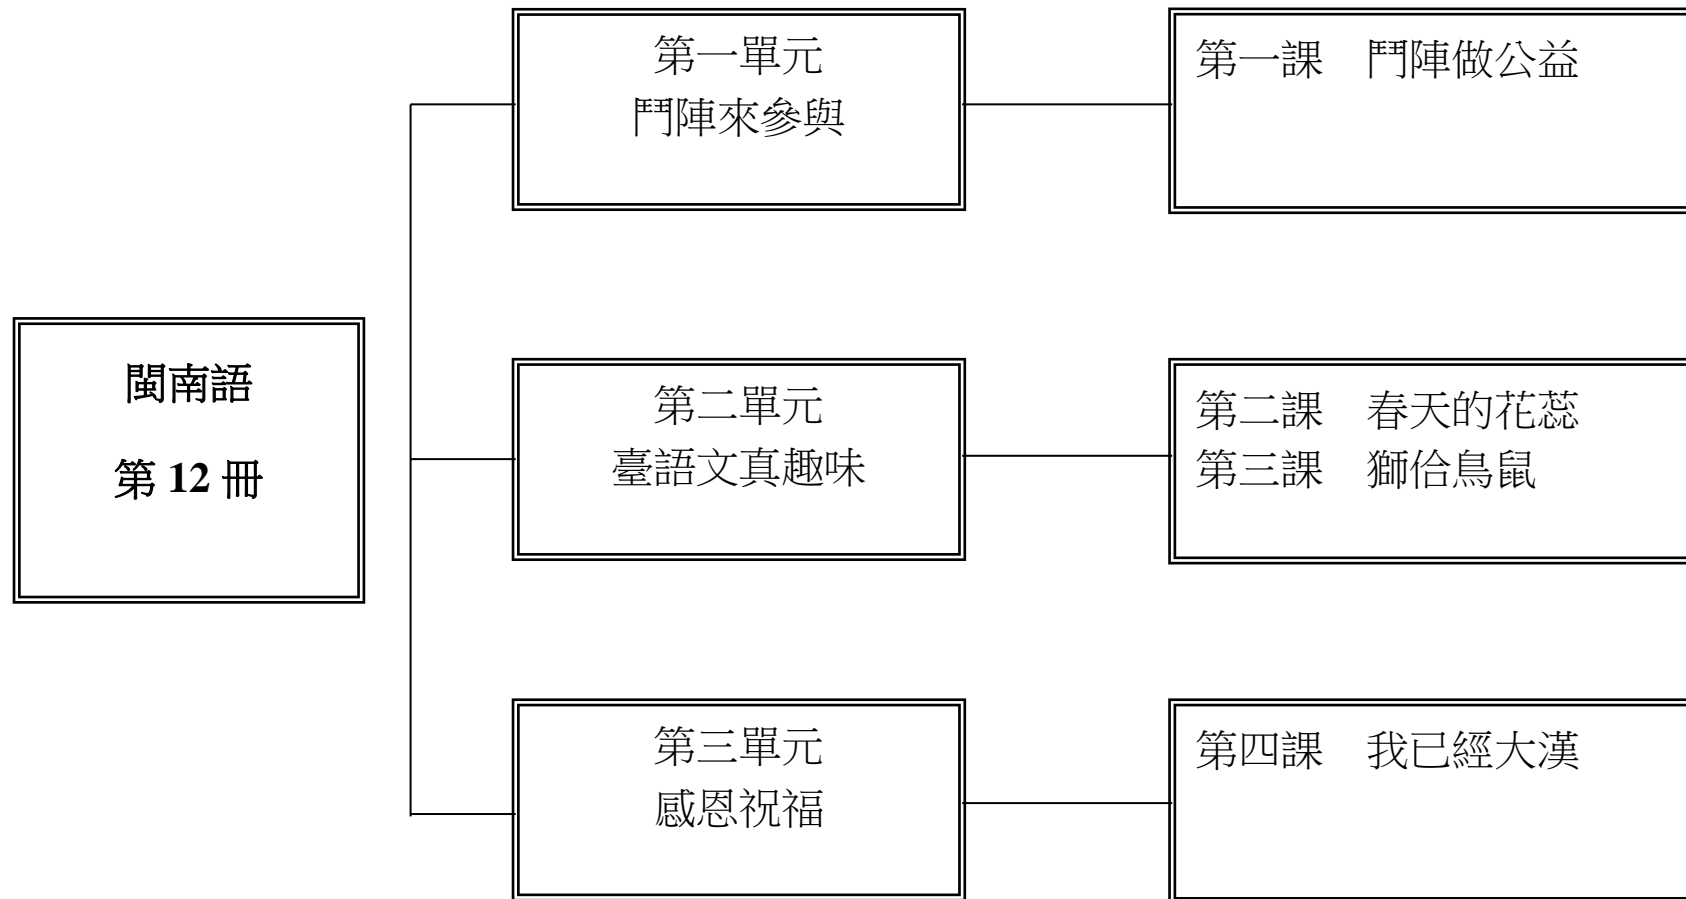 閩南語
第 12 冊
第一單元
鬥陣來參與
第一課　鬥陣做公益
第二單元
臺語文真趣味
第二課　春天的花蕊
第三課　獅佮鳥鼠
第三單元
感恩祝福
第四課　我已經大漢